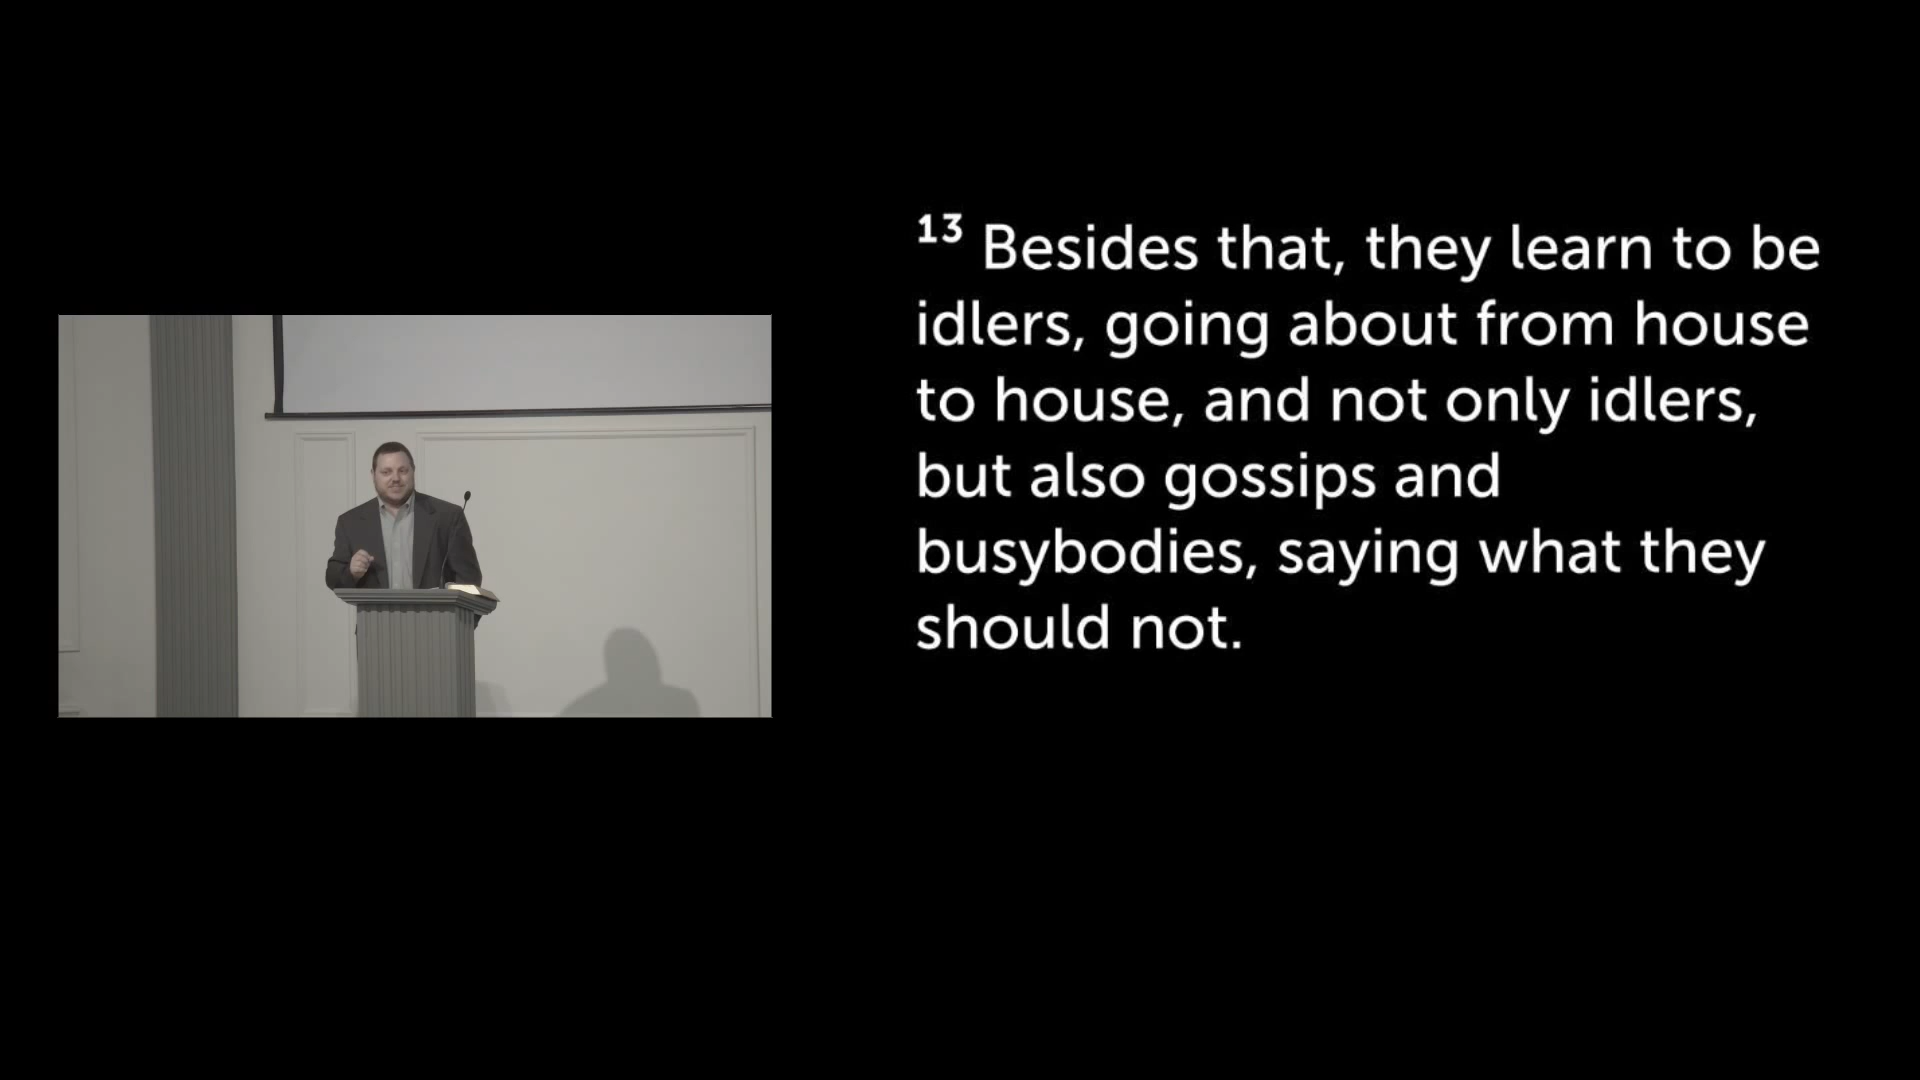 13 Besides that, they learn to be
idlers, going about from house
to house, and not only idlers,
but also gossips and
busybodies, saying what they
should not.